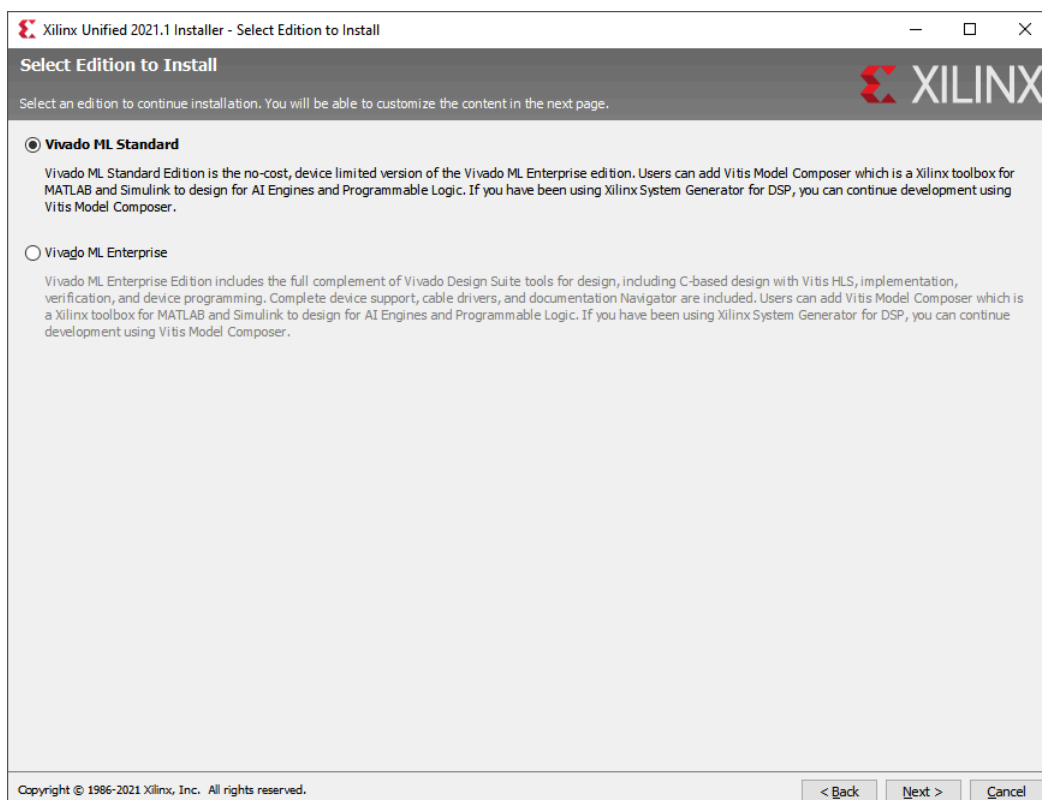 Xilinx Unified 2021.1 Installer - Select Edition to Install
Select Edition to Install
XILINX
Select an edition to continue installation. You will be able to customize the content in the next page.
Vivado ML Standard
Vivado ML Standard Edition is the no-cost, device limited version of the Vivado ML Enterprise edition. Users can add Vitis Model Composer which is a Xilinx toolbox for
MATLAB and Simulink to design for AI Engines and Programmable Logic. If you have been using Xilinx System Generator for DSP, you can continue development using
Vitis Model Composer.
Vivado ML Enterprise
Vivado ML Enterprise Edition includes the full complement of Vivado Design Suite tools for design, including C-based design with Vitis HLS, implementation,
verification, and device programming. Complete device support, cable drivers, and documentation Navigator are included. Users can add Vitis Model Composer which is
a Xilinx toolbox for MATLAB and Simulink to design for AI Engines and Programmable Logic. If you have been using Xilinx System Generator for DSP, you can continue
development using Vitis Model Composer.
Copyright © 1986-2021 Xilinx, Inc. All rights reserved.
< Back
Next >
Cancel